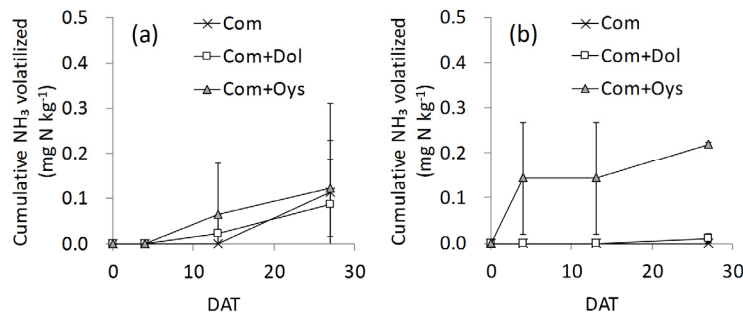 Cumulative NH₃ volatilized
(mg N kg⁻¹)
0.5
0.4
0.3
0.2
0.1
0.0
(a)
Com
Com+Dol
Com+Oys
0
10
20
30
DAT
Cumulative NH₃ volatilized
(mg N kg⁻¹)
0.5
0.4
0.3
0.2
0.1
0.0
(b)
Com
Com+Dol
Com+Oys
0
10
20
30
DAT